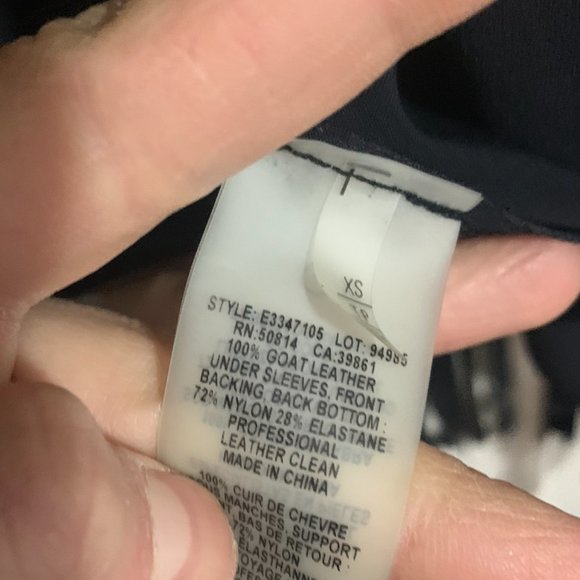 XS
STYLE: E3347105 LOT: 94985
RN:50814 CA:39861
100% GOAT LEATHER
UNDER SLEEVES, FRONT
BACKING, BACK BOTTOM :
72% NYLON 28% ELASTANE
PROFESSIONAL
LEATHER CLEAN
MADE IN CHINA
100% CUIR DE CHEVRE
MANCHES, SUPPORT
BAS DE RETOUR :
NYLON